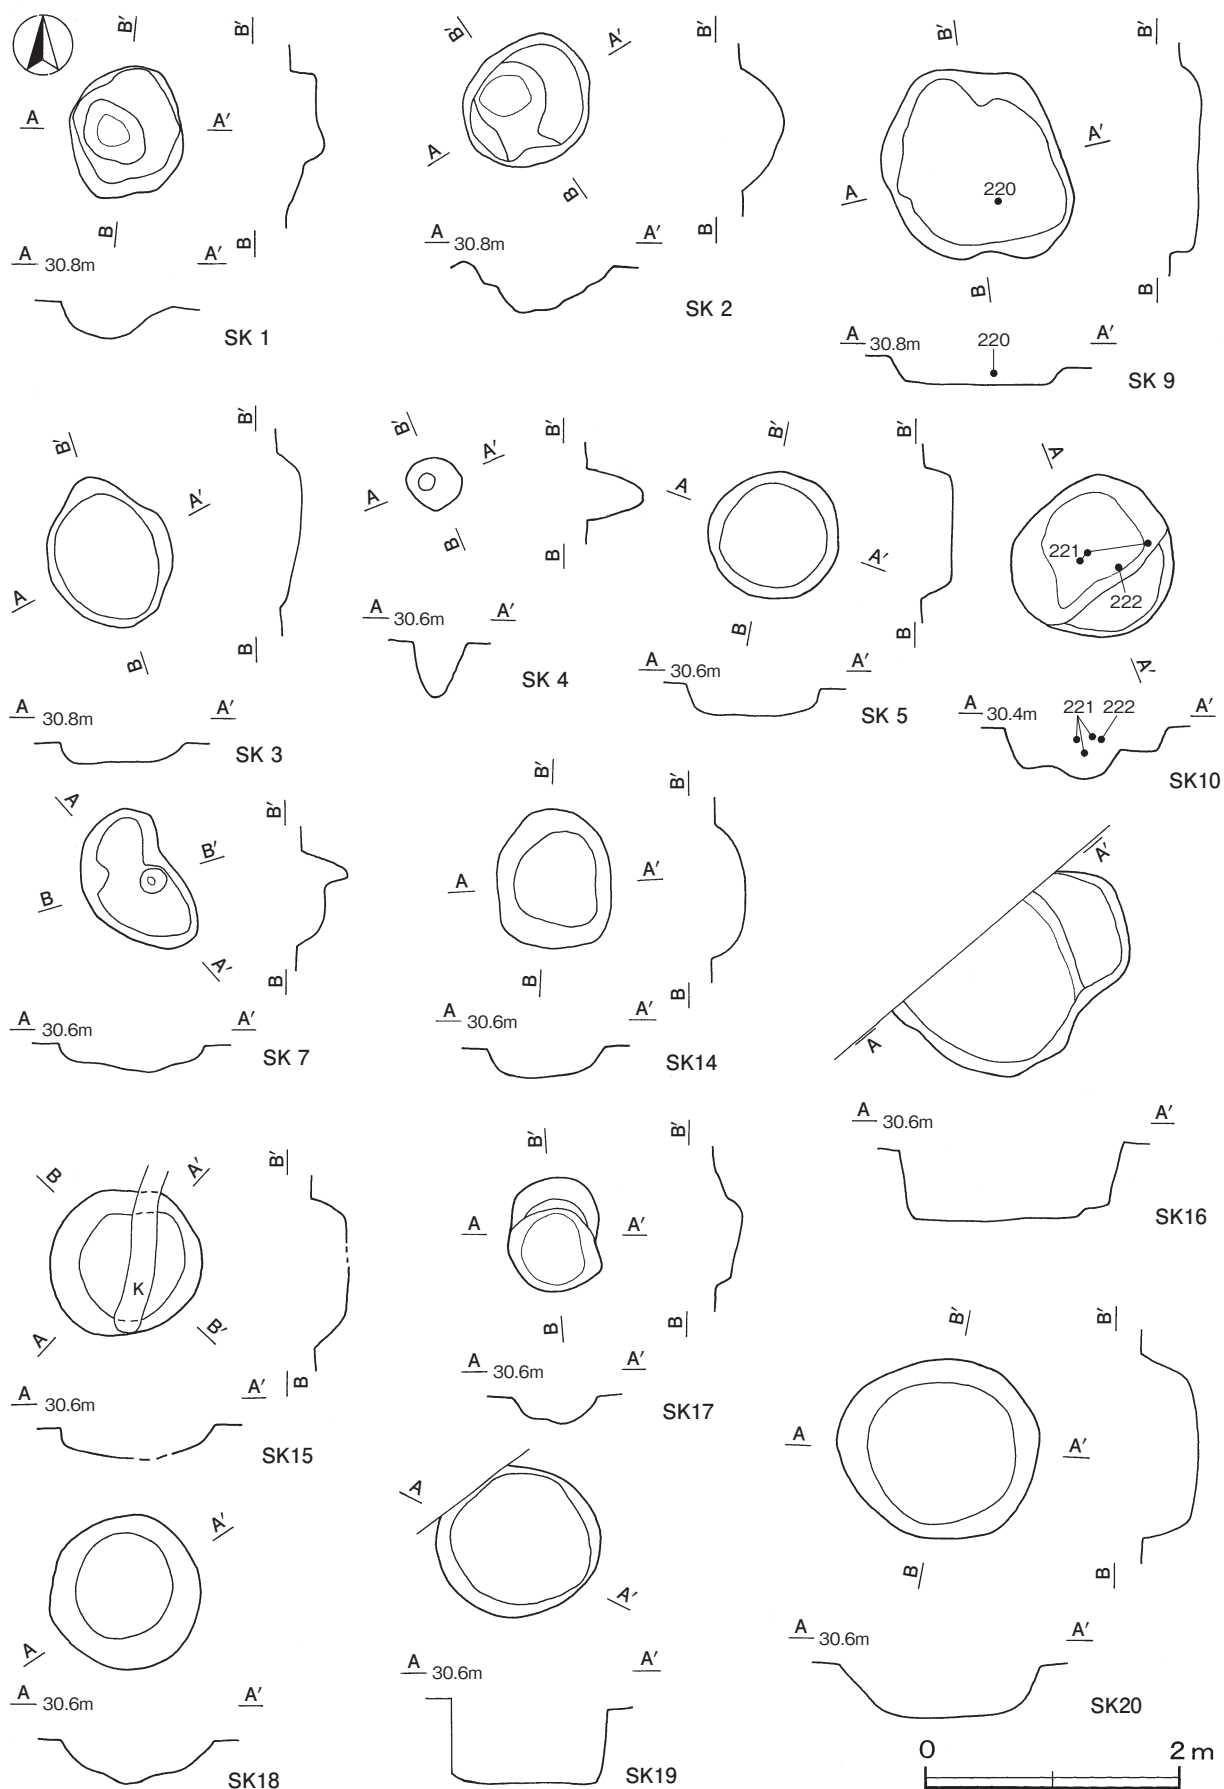 B′
B′
A
A′
B
B
A 30.8m
A′
SK 1
B′
A′
B′
A
B
B
A 30.8m
A′
SK 2
B′
B′
A′
A
220
B
B
A 30.8m
220
A′
SK 9
B′
B′
A′
A
B
B
A 30.8m
A′
SK 3
B′
A′
B′
A
B
B
A 30.6m
A′
SK 4
B′
B′
A
A′
B
B
A 30.6m
A′
SK 5
A
221
222
A′
A 30.4m
221 222
A′
SK10
A
B′
B′
B
A′
B
A 30.6m
A′
SK 7
B′
B′
A
A′
B
B
A 30.6m
A′
SK14
A′
A
A 30.6m
A′
SK16
B
A′
B′
K
A
B′
B
A 30.6m
A′
SK15
B′
B′
A
A′
B
B
A 30.6m
A′
SK17
B′
B′
A
A′
B
B
A 30.6m
A′
SK20
A′
A
A 30.6m
A′
SK18
A
A′
A 30.6m
A′
SK19
0 2 m